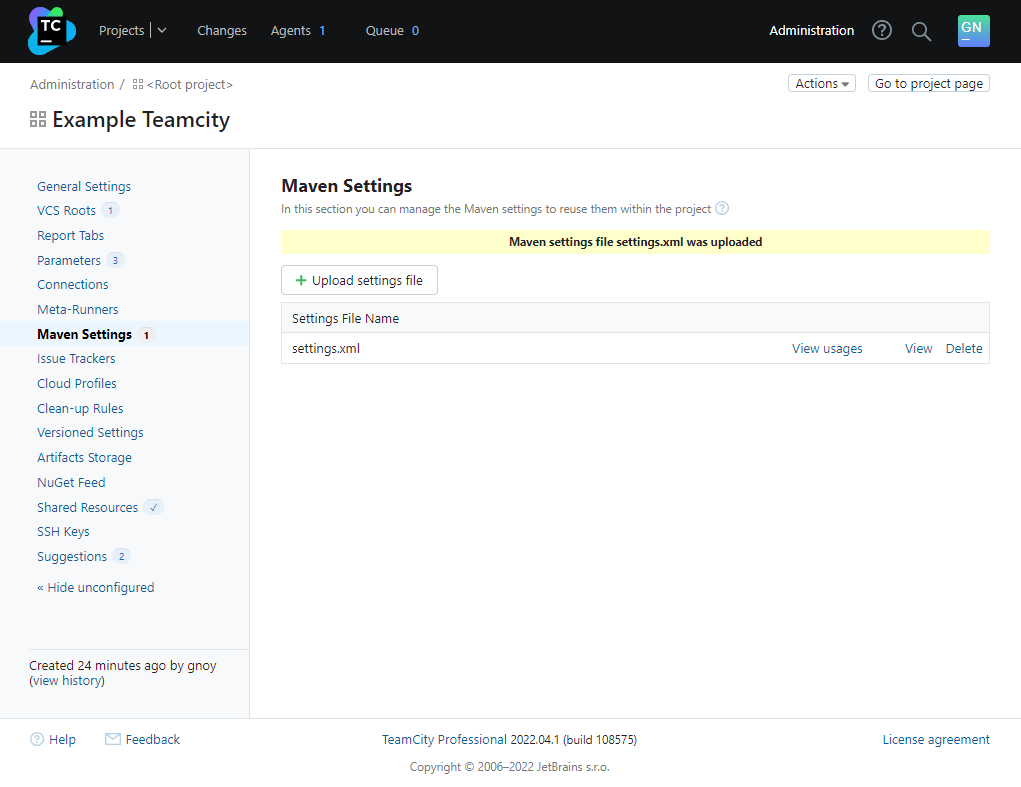 TC
Projects
Changes
Agents 1
Queue 0
Administration
GN
Administration / <Root project>
Actions
Go to project page
Example Teamcity
General Settings
VCS Roots 1
Report Tabs
Parameters 3
Connections
Meta-Runners
Maven Settings 1
Issue Trackers
Cloud Profiles
Clean-up Rules
Versioned Settings
Artifacts Storage
NuGet Feed
Shared Resources ✓
SSH Keys
Suggestions 2
« Hide unconfigured
Created 24 minutes ago by gnoy
(view history)
Maven Settings
In this section you can manage the Maven settings to reuse them within the project ?
Maven settings file settings.xml was uploaded
+ Upload settings file
Settings File Name
settings.xml View usages View Delete
? Help
Feedback
TeamCity Professional 2022.04.1 (build 108575)
License agreement
Copyright © 2006–2022 JetBrains s.r.o.